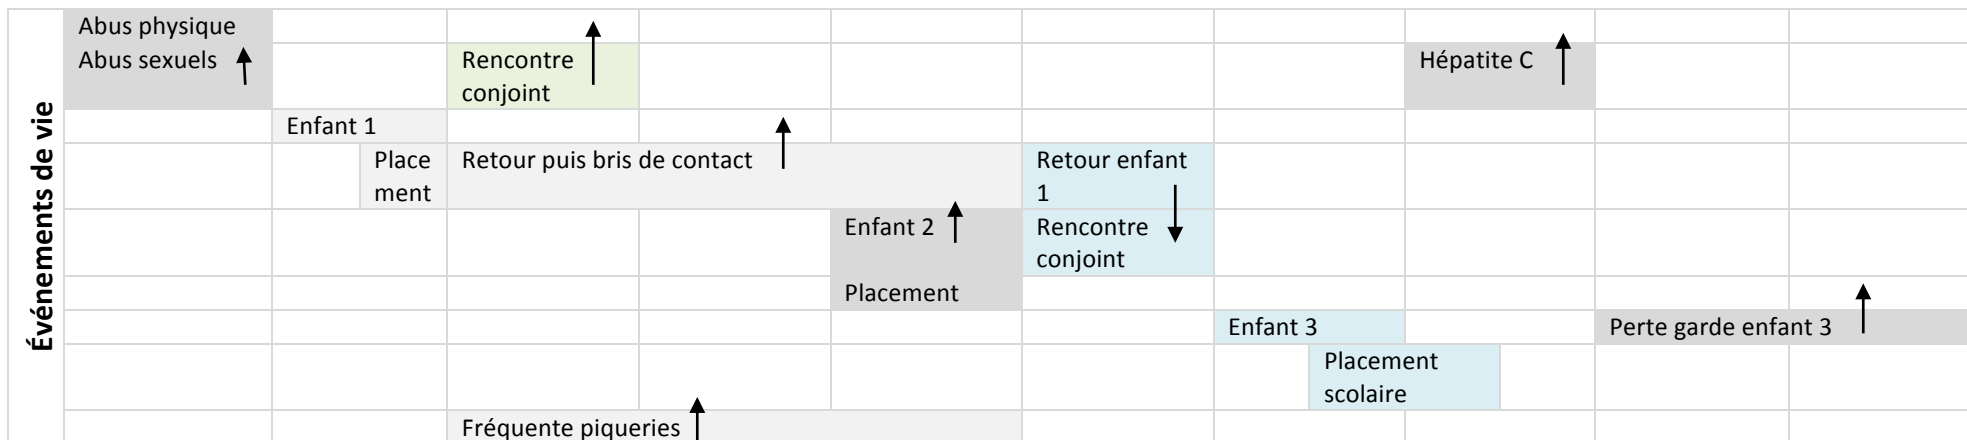 Événements de vie
Abus physique
Abus sexuels
Rencontre
conjoint
Hépatite C
Enfant 1
Place
ment
Retour puis bris de contact
Retour enfant
1
Enfant 2
Rencontre
conjoint
Placement
Enfant 3
Perte garde enfant 3
Placement
scolaire
Fréquente piqueries